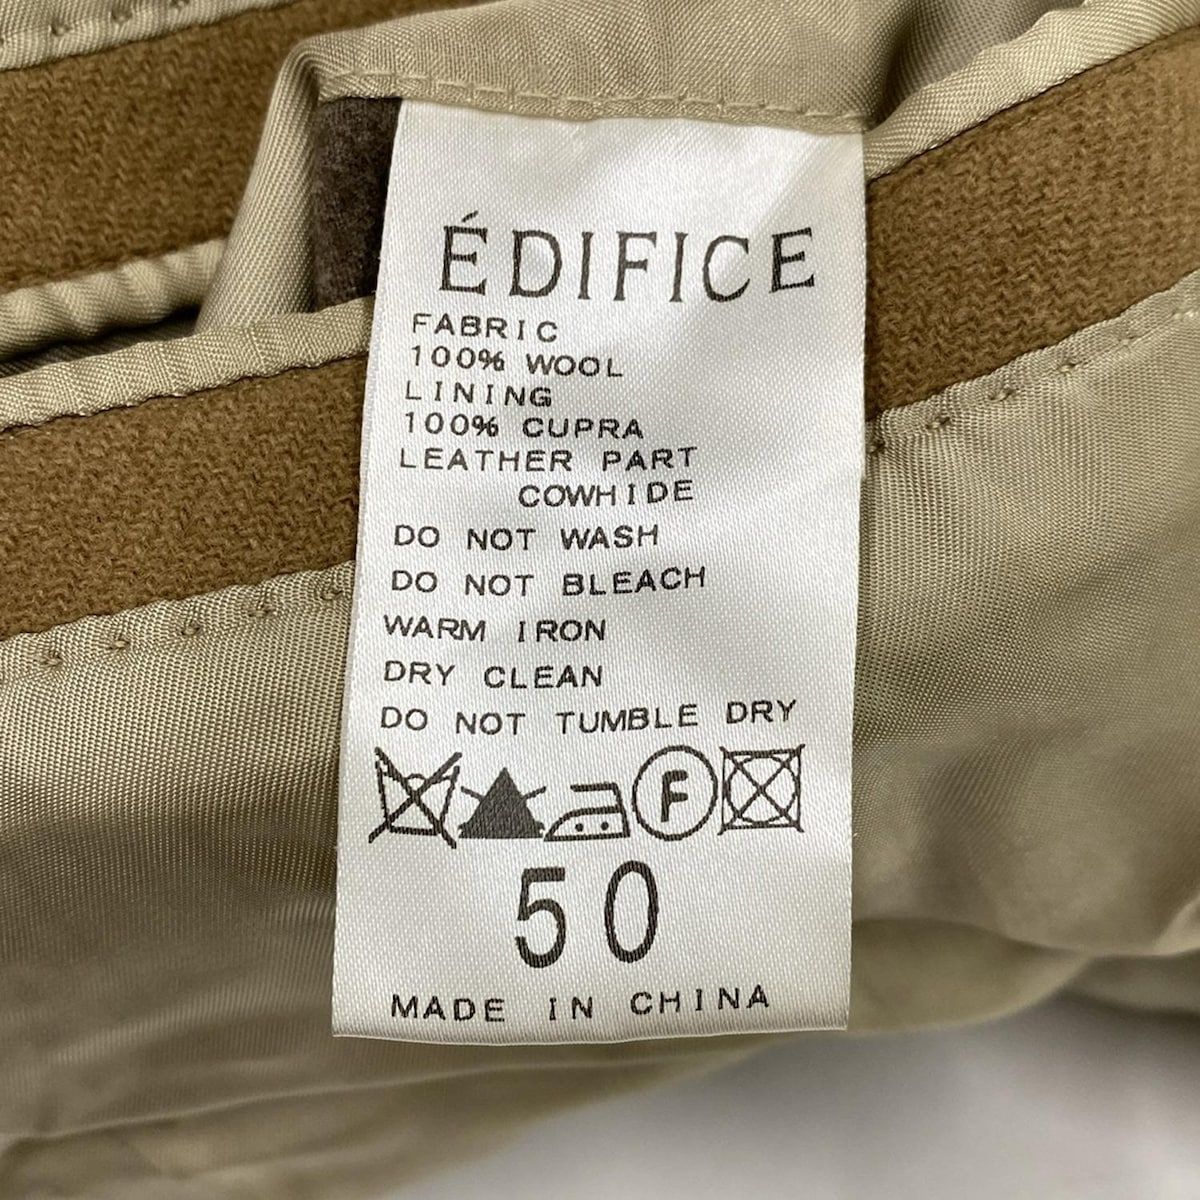 ÉDIFICE
FABRIC
100% WOOL
LINING
100% CUPRA
LEATHER PART
COWHIDE
DO NOT WASH
DO NOT BLEACH
WARM IRON
DRY CLEAN
DO NOT TUMBLE DRY
F
50
MADE IN CHINA